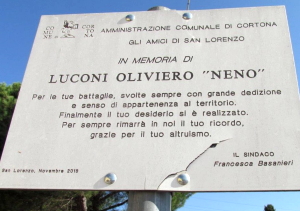 COMUNE CORTONA
AMMINISTRAZIONE COMUNALE DI CORTONA
GLI AMICI DI SAN LORENZO
IN MEMORIA DI
LUCONI OLIVIERO "NENO"
Per le tue battaglie, svolte sempre con grande dedizione
e senso di appartenenza al territorio.
Finalmente il tuo desiderio si è realizzato.
Per sempre rimarrà in noi il tuo ricordo,
grazie per il tuo altruismo.
IL SINDACO
Francesca Basanieri
San Lorenzo, Novembre 2018